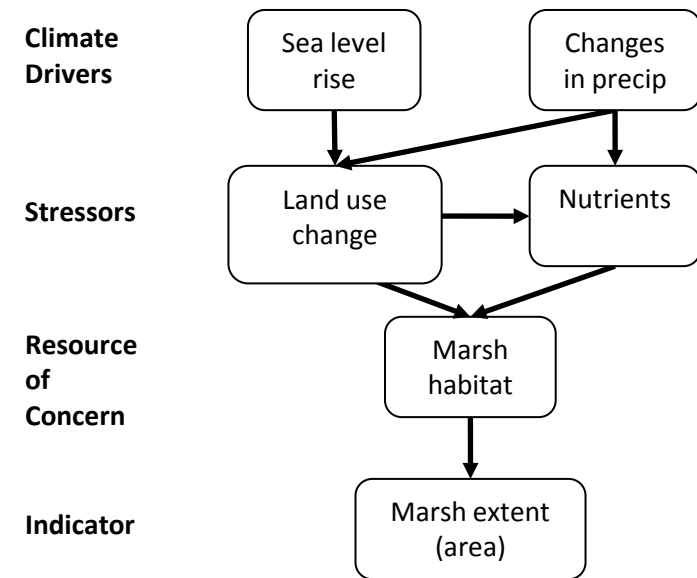 Climate
Drivers
Sea level
rise
Changes
in precip
Stressors
Land use
change
Nutrients
Resource
of
Concern
Marsh
habitat
Indicator
Marsh extent
(area)